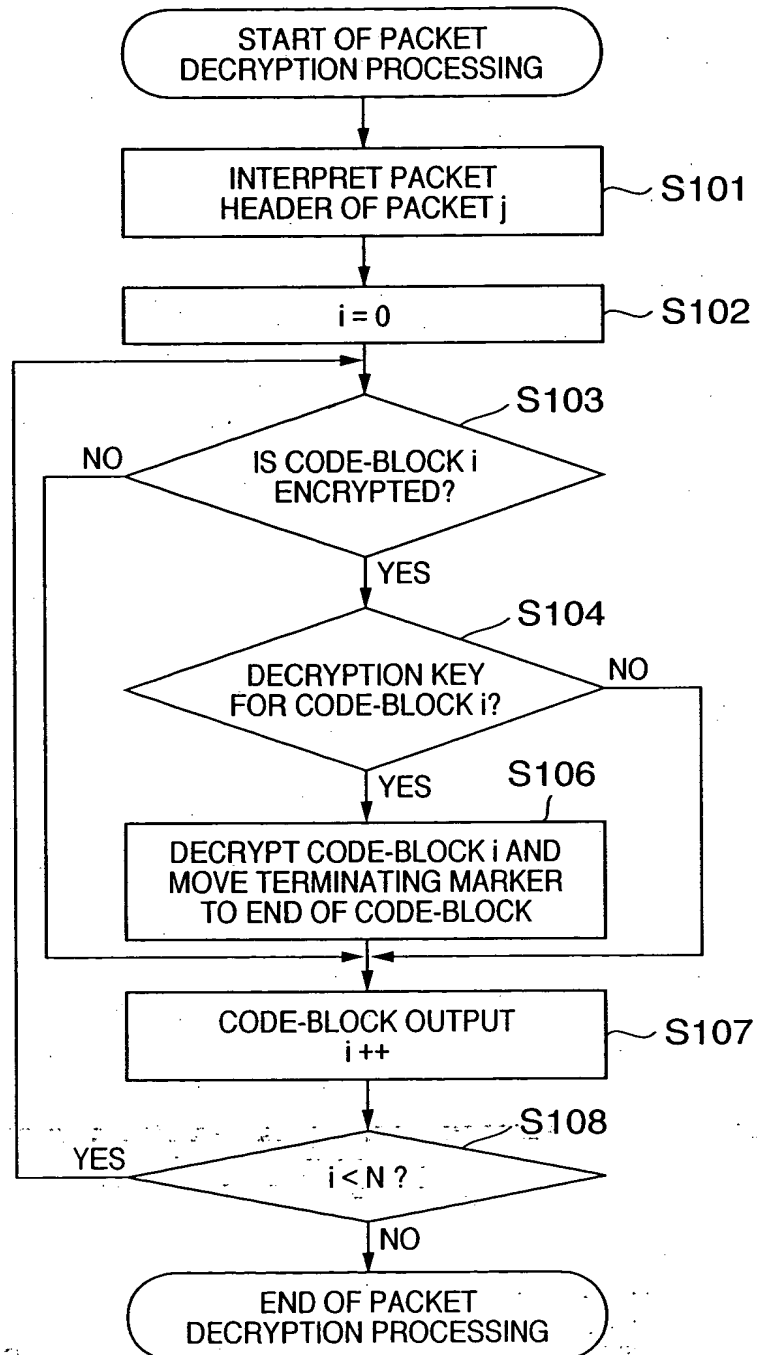 START OF PACKET
DECRYPTION PROCESSING
INTERPRET PACKET
HEADER OF PACKET j
S101
i = 0
S102
S103
NO
IS CODE-BLOCK i
ENCRYPTED?
YES
S104
DECRYPTION KEY
FOR CODE-BLOCK i?
NO
YES
S106
DECRYPT CODE-BLOCK i AND
MOVE TERMINATING MARKER
TO END OF CODE-BLOCK
CODE-BLOCK OUTPUT
i ++
S107
S108
YES
i < N ?
NO
END OF PACKET
DECRYPTION PROCESSING